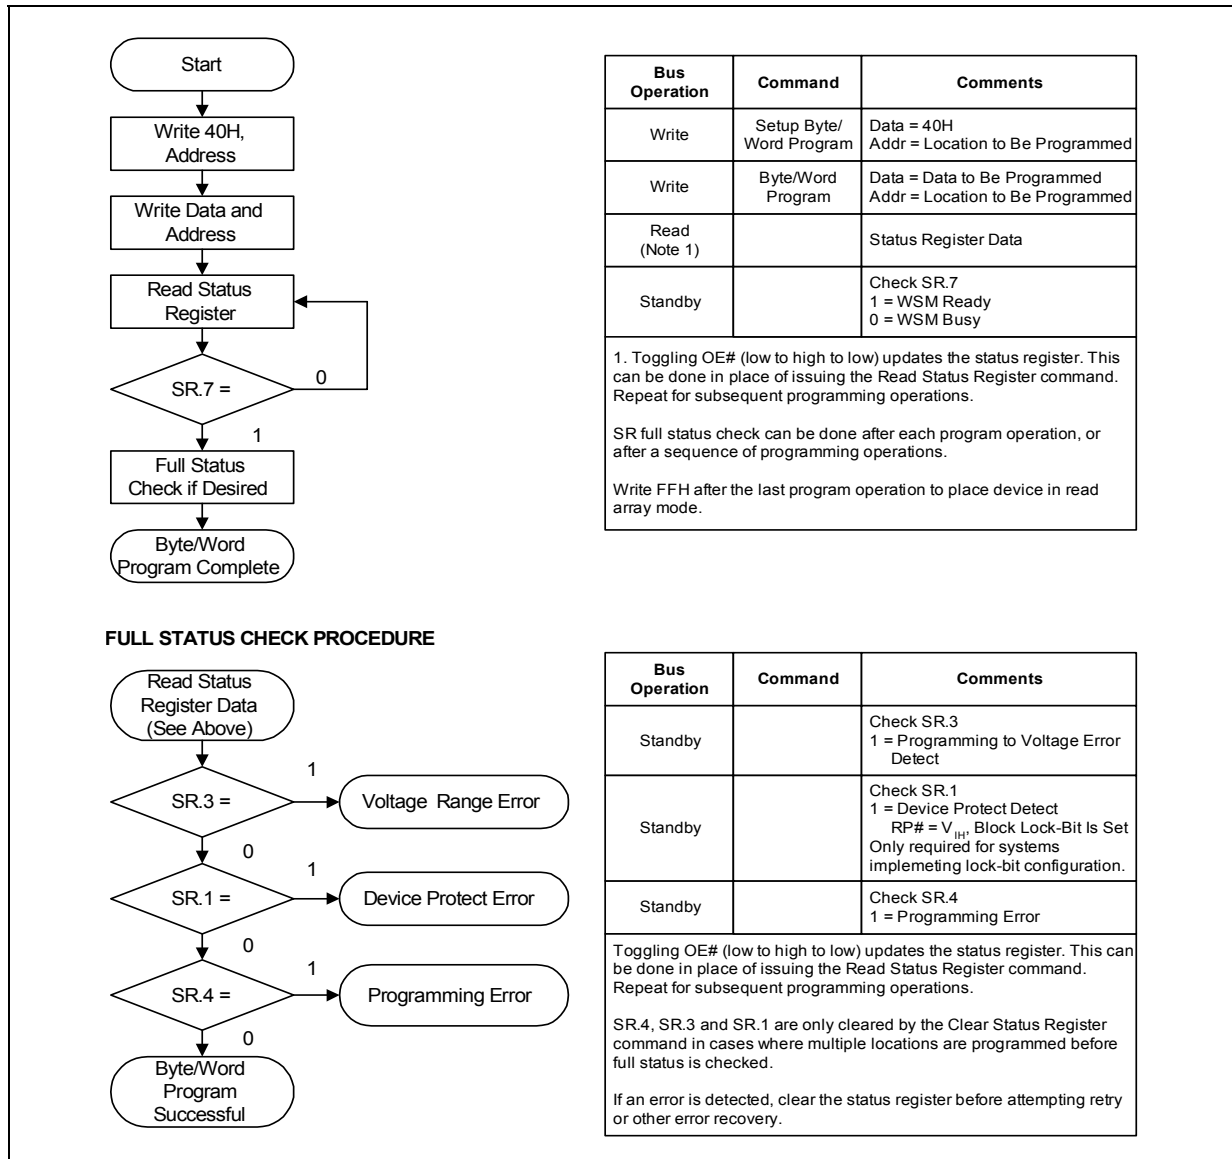 Start
Write 40H,
Address
Write Data and
Address
Read Status
Register
SR.7 =
0
1
Full Status
Check if Desired
Byte/Word
Program Complete
Bus
Operation
Command
Comments
Write
Setup Byte/
Word Program
Data = 40H
Addr = Location to Be Programmed
Write
Byte/Word
Program
Data = Data to Be Programmed
Addr = Location to Be Programmed
Read
(Note 1)
Status Register Data
Standby
Check SR.7
1 = WSM Ready
0 = WSM Busy
1. Toggling OE# (low to high to low) updates the status register. This
can be done in place of issuing the Read Status Register command.
Repeat for subsequent programming operations.
SR full status check can be done after each program operation, or
after a sequence of programming operations.
Write FFH after the last program operation to place device in read
array mode.
FULL STATUS CHECK PROCEDURE
Read Status
Register Data
(See Above)
SR.3 =
1
Voltage Range Error
0
SR.1 =
1
Device Protect Error
0
SR.4 =
1
Programming Error
0
Byte/Word
Program
Successful
Bus
Operation
Command
Comments
Standby
Check SR.3
1 = Programming to Voltage Error
Detect
Standby
Check SR.1
1 = Device Protect Detect
RP# = VIH, Block Lock-Bit Is Set
Only required for systems
implemeting lock-bit configuration.
Standby
Check SR.4
1 = Programming Error
Toggling OE# (low to high to low) updates the status register. This can
be done in place of issuing the Read Status Register command.
Repeat for subsequent programming operations.
SR.4, SR.3 and SR.1 are only cleared by the Clear Status Register
command in cases where multiple locations are programmed before
full status is checked.
If an error is detected, clear the status register before attempting retry
or other error recovery.